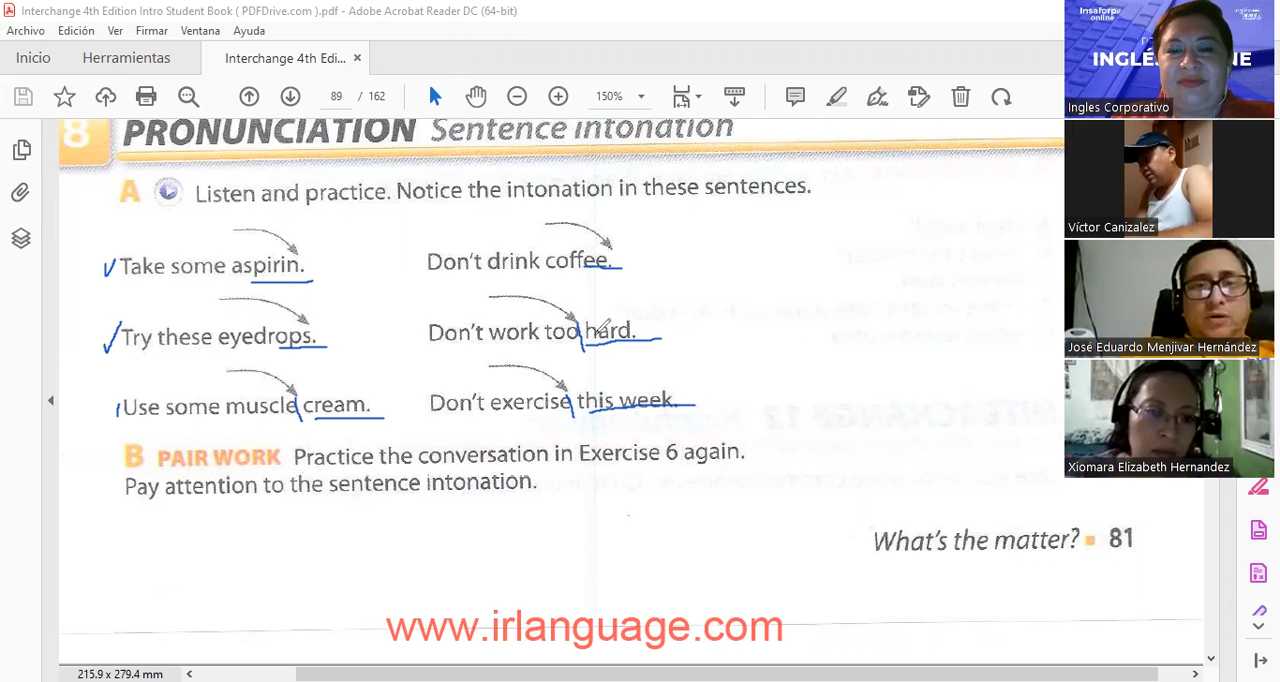 Interchange 4th Edition Intro Student Book ( PDFDrive.com ).pdf - Adobe Acrobat Reader DC (64-bit)
Archivo Edición Ver Firmar Ventana Ayuda
Inicio Herramientas Interchange 4th Edi... ×
89 / 162 150%
8 PRONUNCIATION Sentence intonation
A Listen and practice. Notice the intonation in these sentences.
Take some aspirin. Don't drink coffee.
Try these eyedrops. Don't work too hard.
Use some muscle cream. Don't exercise this week.
B PAIR WORK Practice the conversation in Exercise 6 again.
Pay attention to the sentence intonation.
What's the matter? 81
www.irlanguage.com
215.9 x 279.4 mm
Insaforp
online
INGLÉS
NE
Ingles Corporativo
Víctor Canizalez
José Eduardo Menjivar Hernández
Xiomara Elizabeth Hernandez